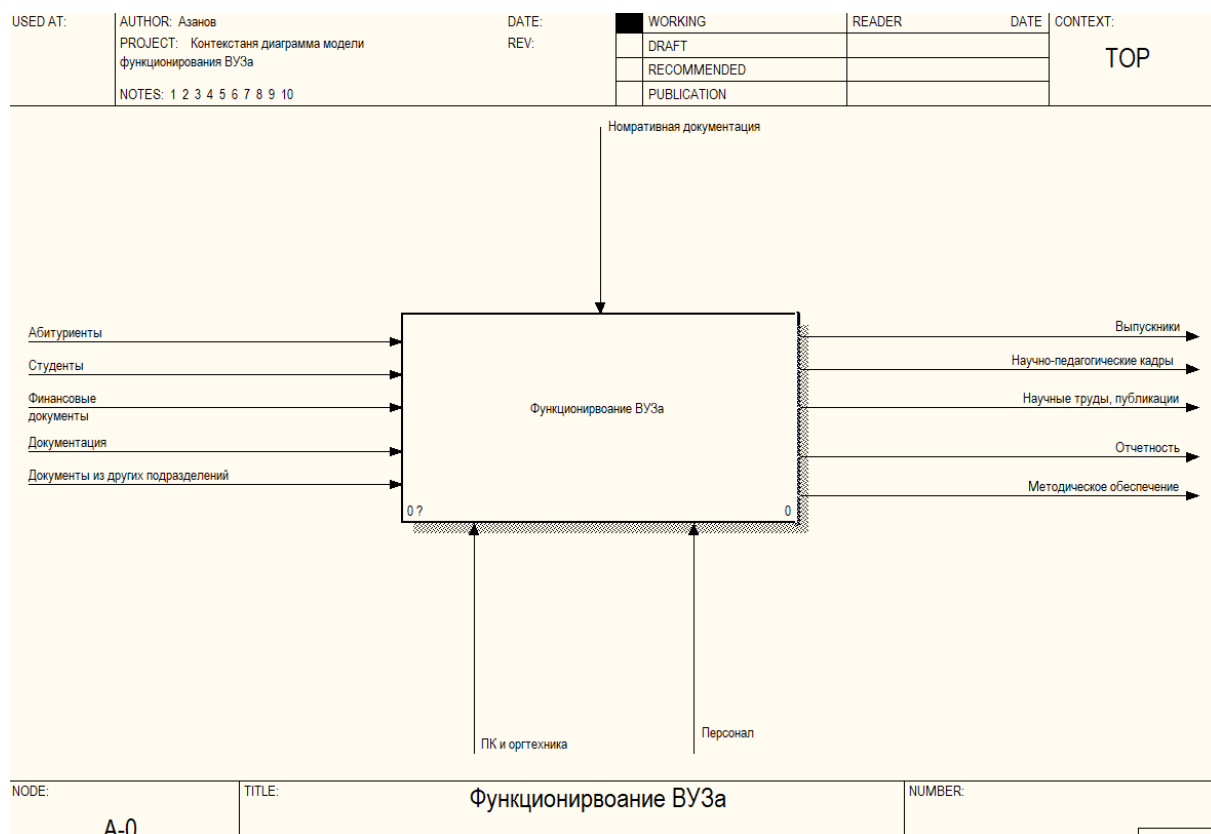 USED AT:
AUTHOR: Азанов
DATE:
WORKING
READER
DATE
CONTEXT:
PROJECT: Контекстаня диаграмма модели
функционирования ВУЗа
REV:
DRAFT
TOP
RECOMMENDED
NOTES: 1 2 3 4 5 6 7 8 9 10
PUBLICATION
Номративная документация
Абитуриенты
Студенты
Финансовые
документы
Документация
Документы из других подразделений
Функционирвоание ВУЗа
0 ?
0
Выпускники
Научно-педагогические кадры
Научные труды, публикации
Отчетность
Методическое обеспечение
ПК и оргтехника
Персонал
NODE:
TITLE:
Функционирвоание ВУЗа
NUMBER:
A-0